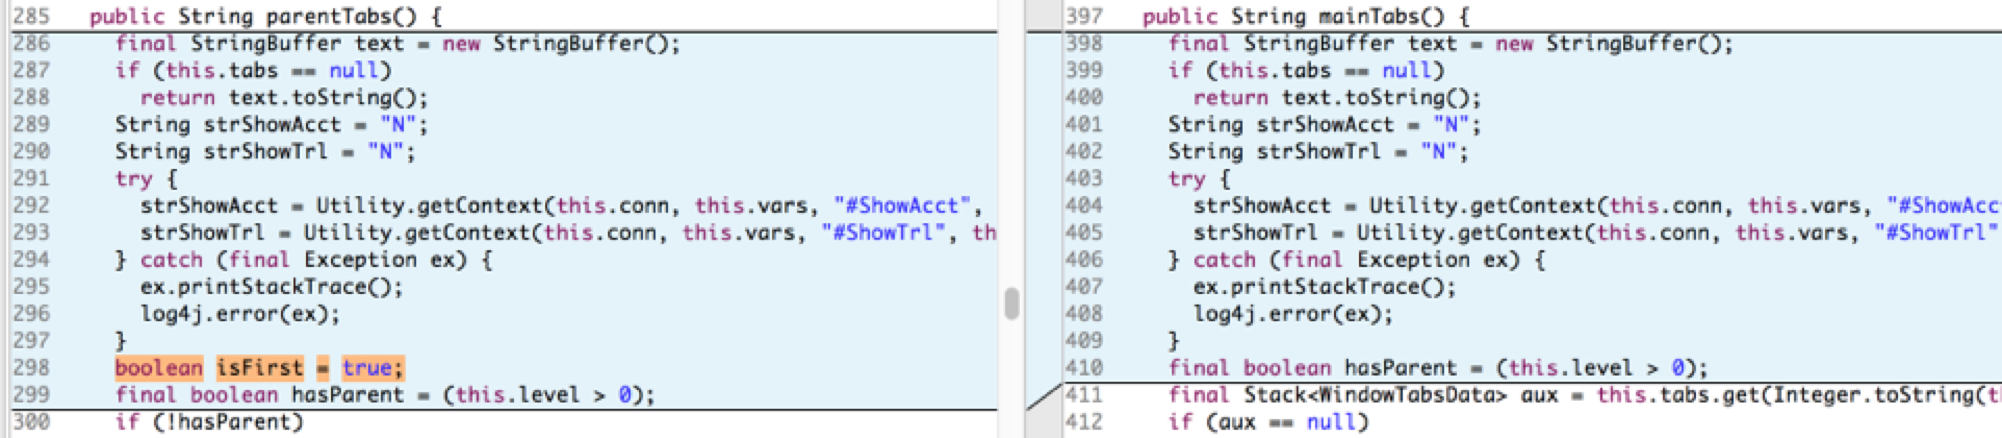 285 public String parentTabs() {
286 final StringBuffer text = new StringBuffer();
287 if (this.tabs == null)
288 return text.toString();
289 String strShowAcct = "N";
290 String strShowTrl = "N";
291 try {
292 strShowAcct = Utility.getContext(this.conn, this.vars, "#ShowAcct",
293 strShowTrl = Utility.getContext(this.conn, this.vars, "#ShowTrl", th
294 } catch (final Exception ex) {
295 ex.printStackTrace();
296 log4j.error(ex);
297 }
298 boolean isFirst = true;
299 final boolean hasParent = (this.level > 0);
300 if (!hasParent)
397 public String mainTabs() {
398 final StringBuffer text = new StringBuffer();
399 if (this.tabs == null)
400 return text.toString();
401 String strShowAcct = "N";
402 String strShowTrl = "N";
403 try {
404 strShowAcct = Utility.getContext(this.conn, this.vars, "#ShowAcc
405 strShowTrl = Utility.getContext(this.conn, this.vars, "#ShowTrl"
406 } catch (final Exception ex) {
407 ex.printStackTrace();
408 log4j.error(ex);
409 }
410 final boolean hasParent = (this.level > 0);
411 final Stack<WindowTabsData> aux = this.tabs.get(Integer.toString(t
412 if (aux == null)